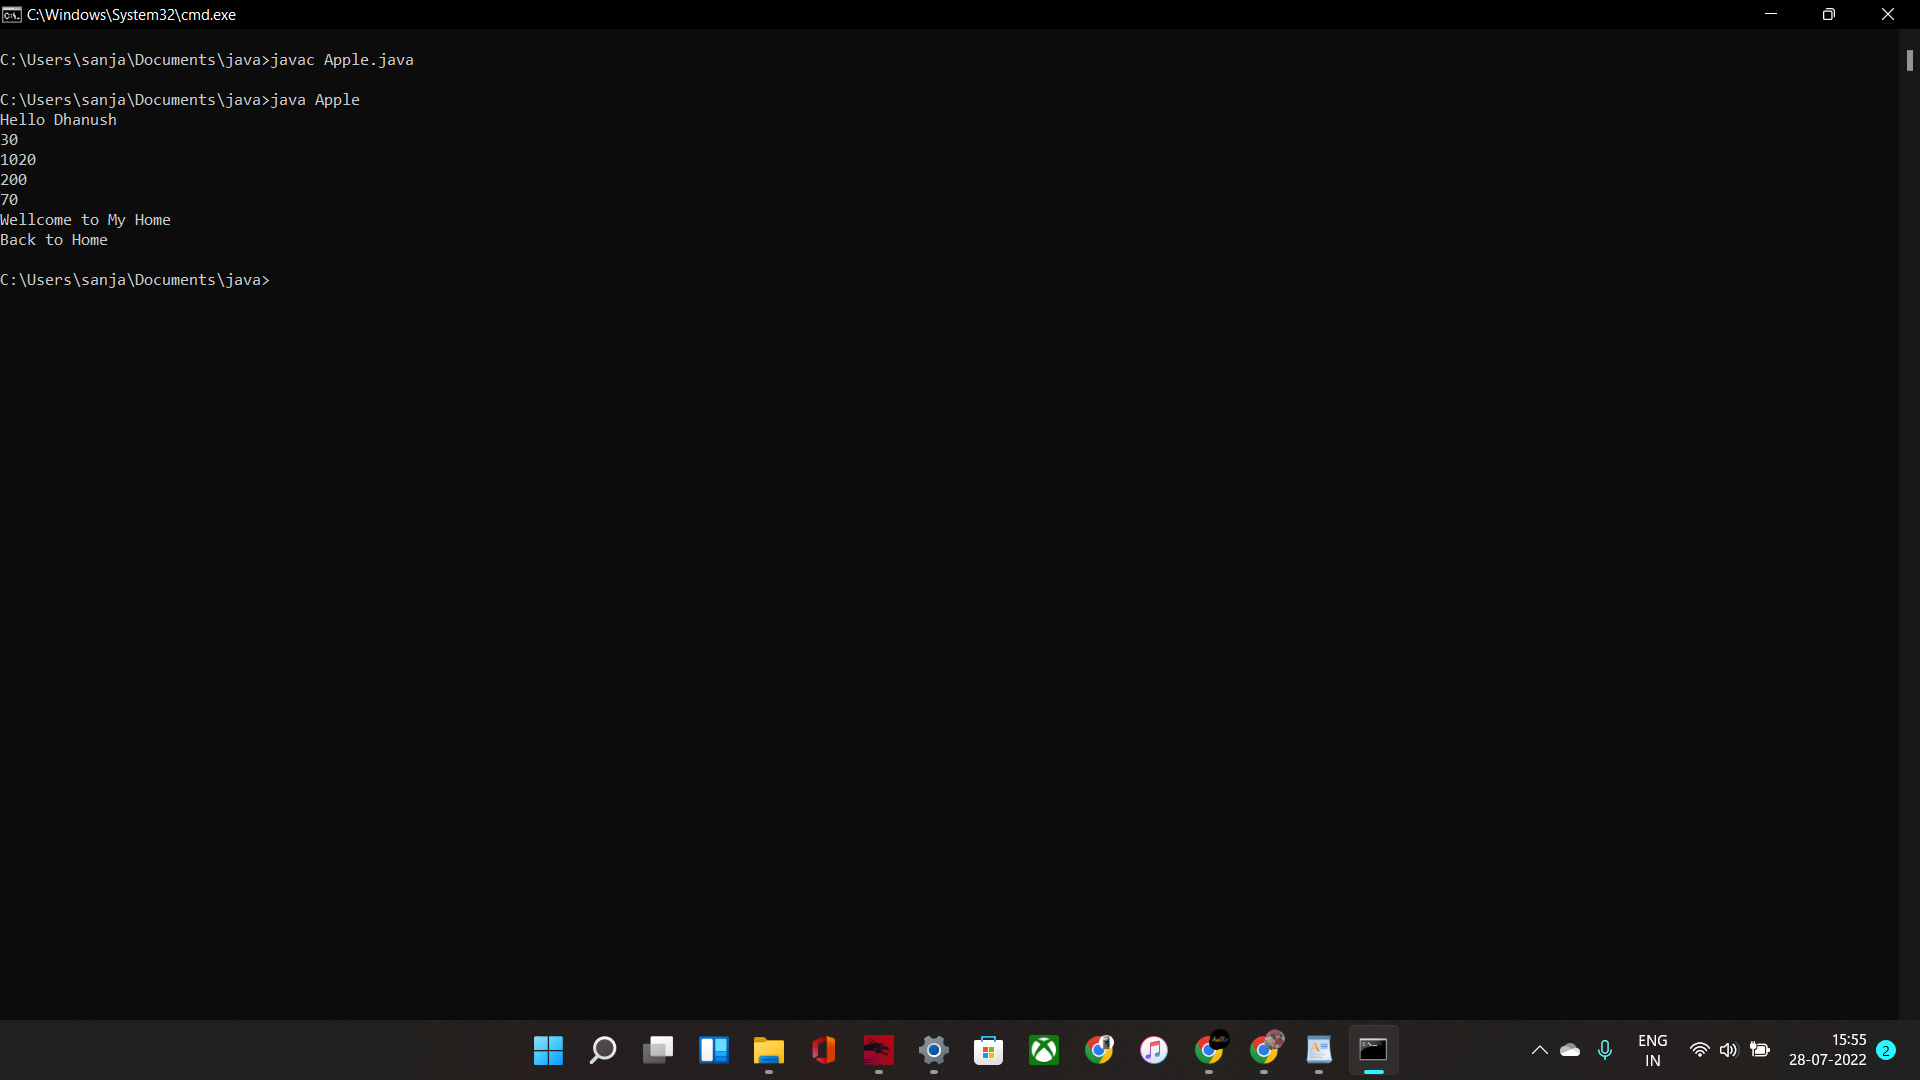 C:\Windows\System32\cmd.exe
C:\Users\sanja\Documents\java>javac Apple.java
C:\Users\sanja\Documents\java>java Apple
Hello Dhanush
30
1020
200
70
Wellcome to My Home
Back to Home
C:\Users\sanja\Documents\java>
ENG
IN
15:55
28-07-2022
2